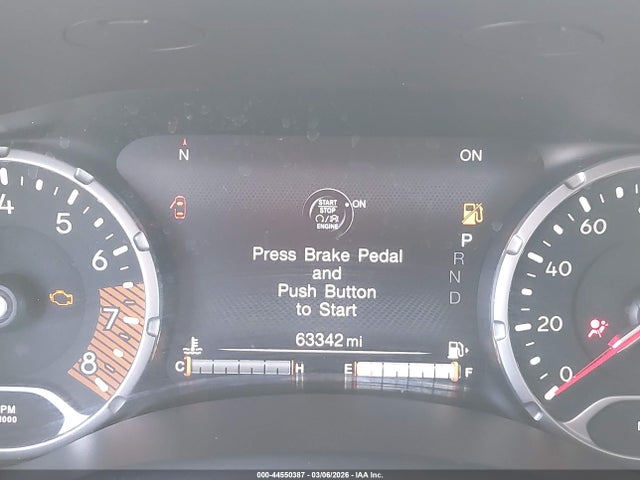 N
ON
START
STOP
ENGINE
ON
Press Brake Pedal
and
Push Button
to Start
63342 mi
P
R
N
D
C H E F
4
5
6
7
8
60
40
20
0
000-44550387 - 03/06/2026 - IAA Inc.